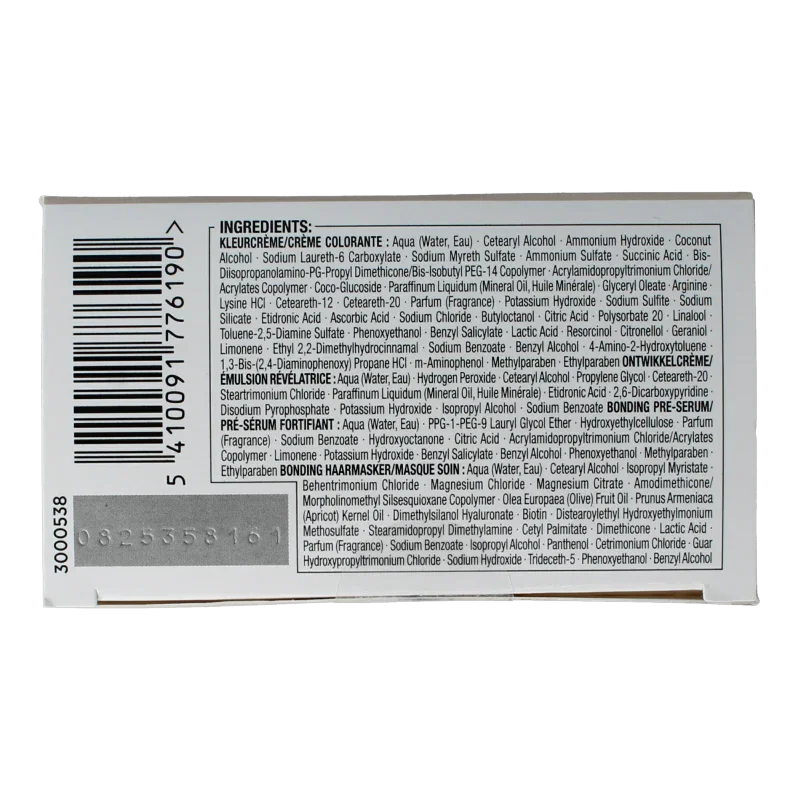 INGREDIENTS:
KLEURCRÈME/CRÈME COLORANTE : Aqua (Water, Eau) · Cetearyl Alcohol · Ammonium Hydroxide · Coconut
Alcohol · Sodium Laureth-6 Carboxylate · Sodium Myreth Sulfate · Ammonium Sulfate · Succinic Acid · Bis-
Diisopropanolamino-PG-Propyl Dimethicone/Bis-Isobutyl PEG-14 Copolymer · Acrylamidopropyltrimonium Chloride/
Acrylates Copolymer · Coco-Glucoside · Paraffinum Liquidum (Mineral Oil, Huile Minérale) · Glyceryl Oleate · Arginine ·
Lysine HCl · Ceteareth-12 · Ceteareth-20 · Parfum (Fragrance) · Potassium Hydroxide · Sodium Sulfite · Sodium
Silicate · Etidronic Acid · Ascorbic Acid · Sodium Chloride · Butyloctanol · Citric Acid · Polysorbate 20 · Linalool ·
Toluene-2,5-Diamine Sulfate · Phenoxyethanol · Benzyl Salicylate · Lactic Acid · Resorcinol · Citronellol · Geraniol ·
Limonene · Ethyl 2,2-Dimethylhydrocinnamal · Sodium Benzoate · Benzyl Alcohol · 4-Amino-2-Hydroxytoluene ·
1,3-Bis-(2,4-Diaminophenoxy) Propane HCl · m-Aminophenol · Methylparaben · Ethylparaben ONTWIKKELCRÈME/
ÉMULSION RÉVÉLATRICE : Aqua (Water, Eau) · Hydrogen Peroxide · Cetearyl Alcohol · Propylene Glycol · Ceteareth-20 ·
Steartrimonium Chloride · Paraffinum Liquidum (Mineral Oil, Huile Minérale) · Etidronic Acid · 2,6-Dicarboxypyridine ·
Disodium Pyrophosphate · Potassium Hydroxide · Isopropyl Alcohol · Sodium Benzoate BONDING PRE-SERUM/
PRÉ-SÉRUM FORTIFIANT : Aqua (Water, Eau) · PPG-1-PEG-9 Lauryl Glycol Ether · Hydroxyethylcellulose · Parfum
(Fragrance) · Sodium Benzoate · Hydroxyoctanone · Citric Acid · Acrylamidopropyltrimonium Chloride/Acrylates
Copolymer · Limonene · Potassium Hydroxide · Benzyl Salicylate · Benzyl Alcohol · Phenoxyethanol · Methylparaben ·
Ethylparaben BONDING HAARMASKER/MASQUE SOIN : Aqua (Water, Eau) · Cetearyl Alcohol · Isopropyl Myristate ·
Behentrimonium Chloride · Magnesium Chloride · Magnesium Citrate · Amodimethicone/
Morpholinomethyl Silsesquioxane Copolymer · Olea Europaea (Olive) Fruit Oil · Prunus Armeniaca
(Apricot) Kernel Oil · Dimethylsilanol Hyaluronate · Biotin · Distearoylethyl Hydroxyethylmonium
Methosulfate · Stearamidopropyl Dimethylamine · Cetyl Palmitate · Dimethicone · Lactic Acid ·
Parfum (Fragrance) · Sodium Benzoate · Isopropyl Alcohol · Panthenol · Cetrimonium Chloride · Guar
Hydroxypropyltrimonium Chloride · Sodium Hydroxide · Trideceth-5 · Phenoxyethanol · Benzyl Alcohol
5 410091 776190 >
3000538
0825358161